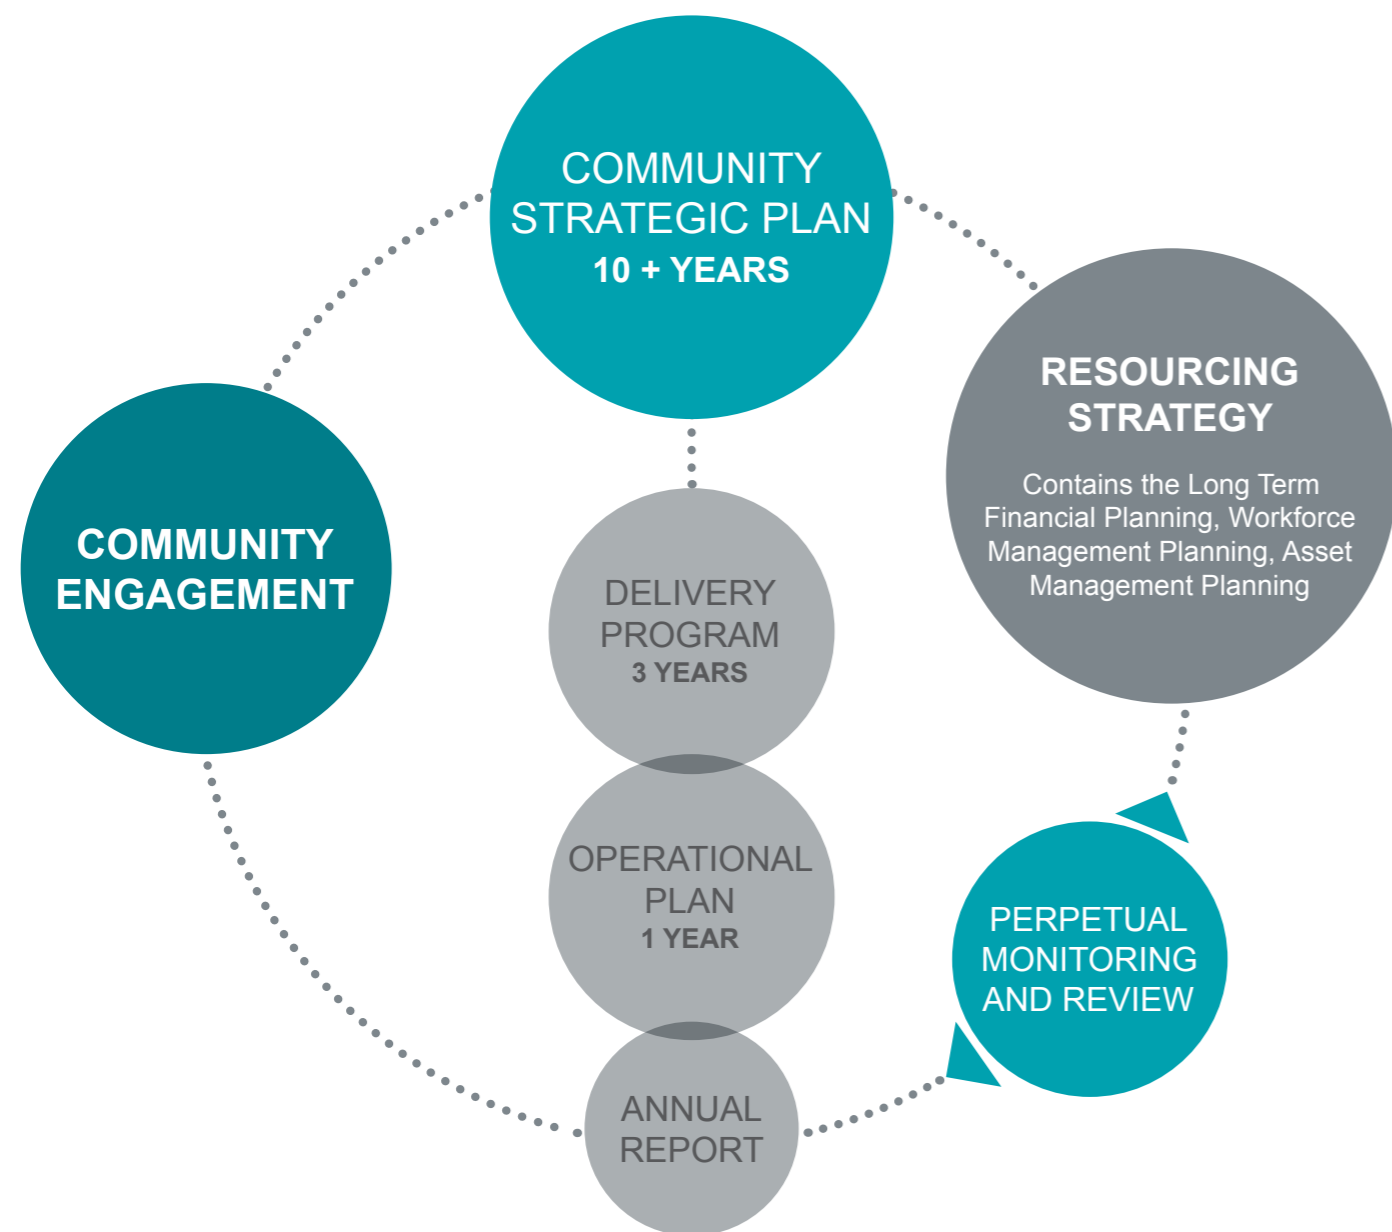 COMMUNITY
STRATEGIC PLAN
10 + YEARS
RESOURCING
STRATEGY
Contains the Long Term
Financial Planning, Workforce
Management Planning, Asset
Management Planning
COMMUNITY
ENGAGEMENT
DELIVERY
PROGRAM
3 YEARS
OPERATIONAL
PLAN
1 YEAR
PERPETUAL
MONITORING
AND REVIEW
ANNUAL
REPORT